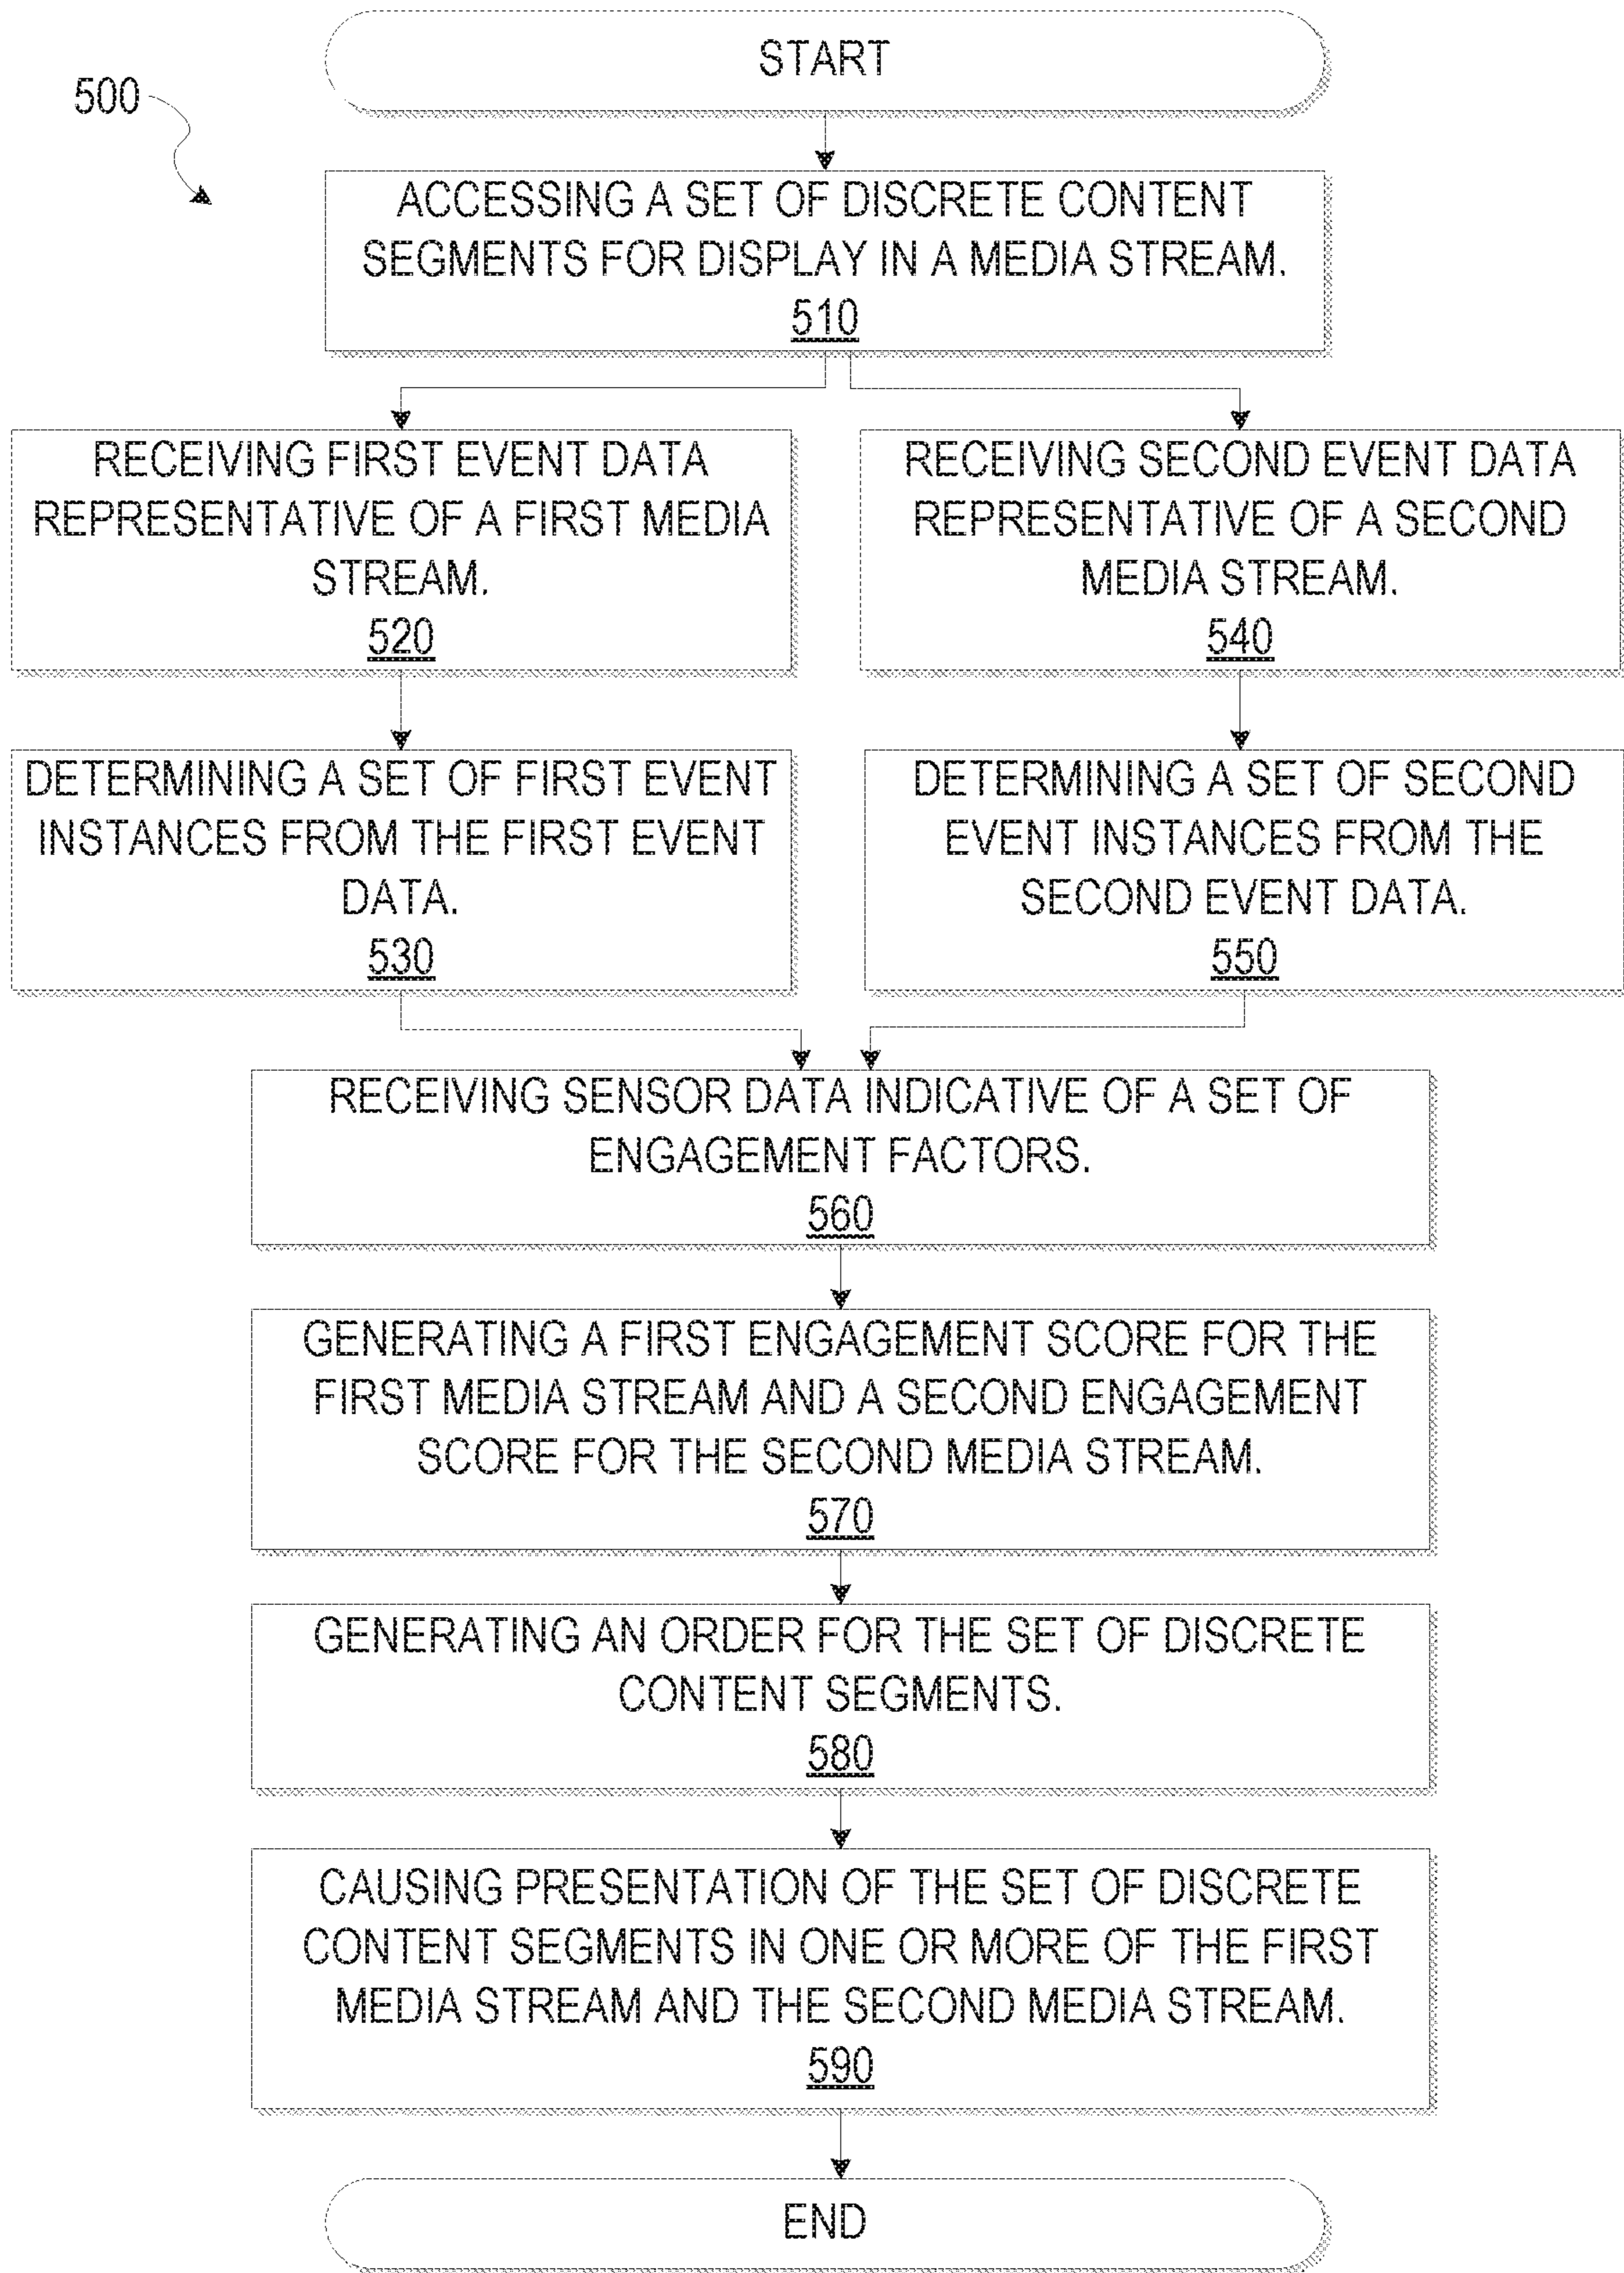 START
500
ACCESSING A SET OF DISCRETE CONTENT
SEGMENTS FOR DISPLAY IN A MEDIA STREAM.
510
RECEIVING FIRST EVENT DATA
REPRESENTATIVE OF A FIRST MEDIA
STREAM.
520
RECEIVING SECOND EVENT DATA
REPRESENTATIVE OF A SECOND
MEDIA STREAM.
540
DETERMINING A SET OF FIRST EVENT
INSTANCES FROM THE FIRST EVENT
DATA.
530
DETERMINING A SET OF SECOND
EVENT INSTANCES FROM THE
SECOND EVENT DATA.
550
RECEIVING SENSOR DATA INDICATIVE OF A SET OF
ENGAGEMENT FACTORS.
560
GENERATING A FIRST ENGAGEMENT SCORE FOR THE
FIRST MEDIA STREAM AND A SECOND ENGAGEMENT
SCORE FOR THE SECOND MEDIA STREAM.
570
GENERATING AN ORDER FOR THE SET OF DISCRETE
CONTENT SEGMENTS.
580
CAUSING PRESENTATION OF THE SET OF DISCRETE
CONTENT SEGMENTS IN ONE OR MORE OF THE FIRST
MEDIA STREAM AND THE SECOND MEDIA STREAM.
590
END